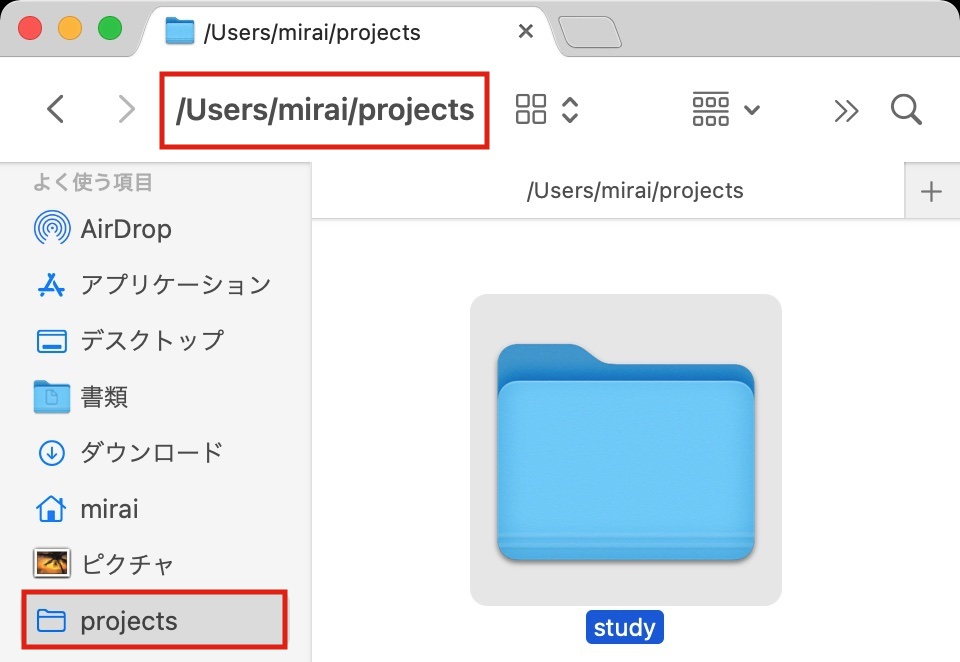 /Users/mirai/projects
/Users/mirai/projects
/Users/mirai/projects
よく使う項目
AirDrop
アプリケーション
デスクトップ
書類
ダウンロード
mirai
ピクチャ
projects
study